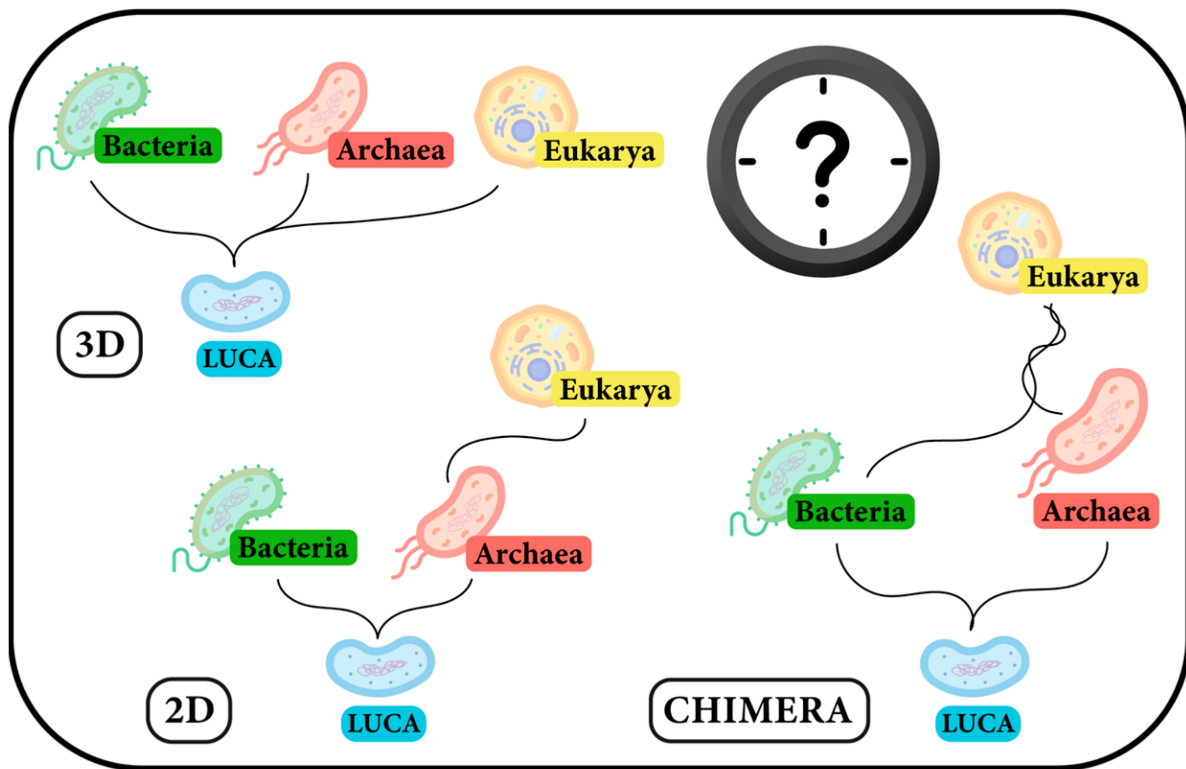 Bacteria
Archaea
Eukarya
?
3D
LUCA
Eukarya
Bacteria
Archaea
2D
LUCA
Eukarya
Bacteria
Archaea
CHIMERA
LUCA